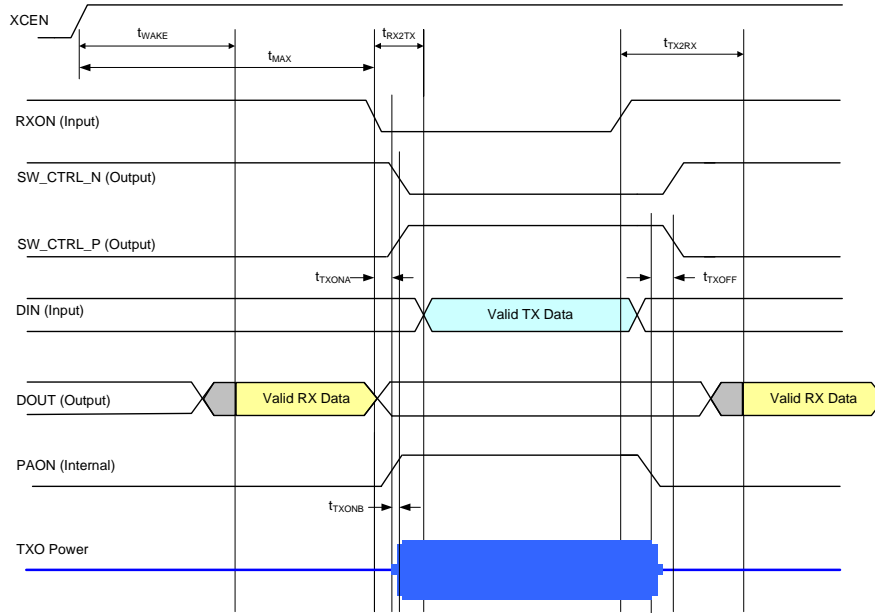 XCEN
tWAKE
tRX2TX
tTX2RX
tMAX
RXON (Input)
SW_CTRL_N (Output)
SW_CTRL_P (Output)
tTXONA
tTXOFF
DIN (Input)
Valid TX Data
DOUT (Output)
Valid RX Data
Valid RX Data
PAON (Internal)
tTXONB
TXO Power